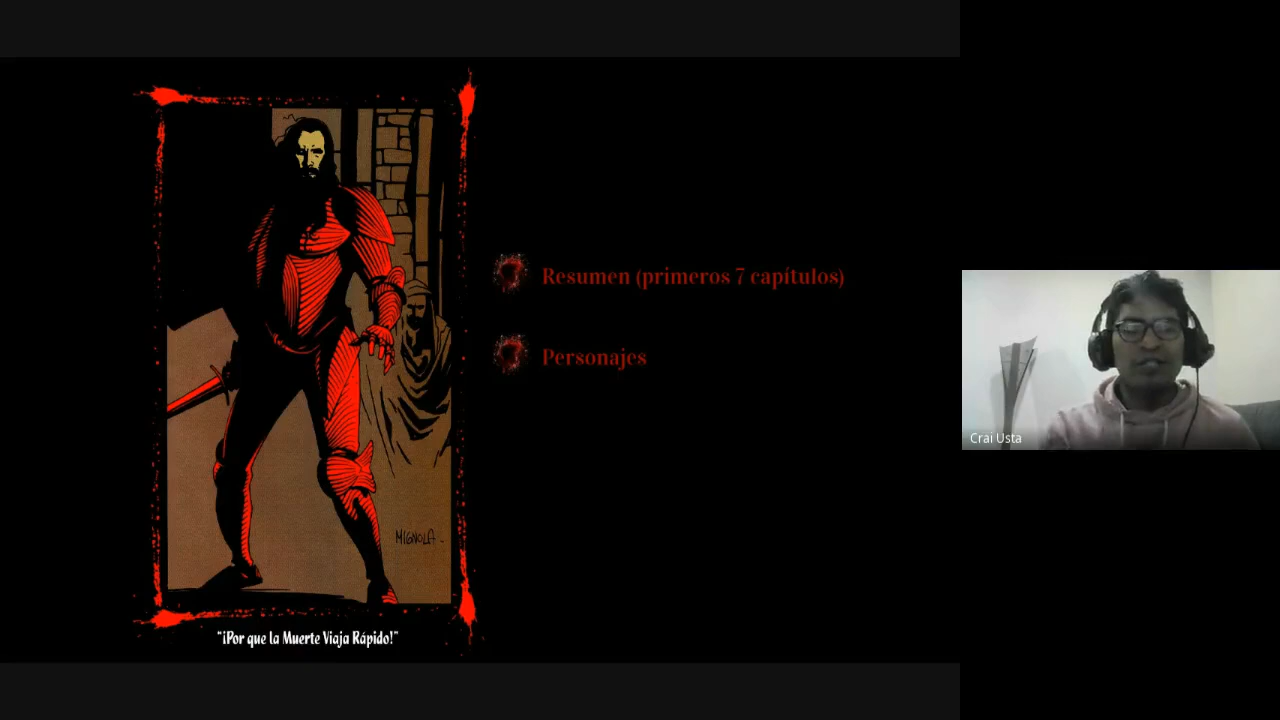 Resumen (primeros 7 capítulos)
Personajes
MIGNOLA.
"¡Por que la Muerte Viaja Rápido!"
Crai Usta